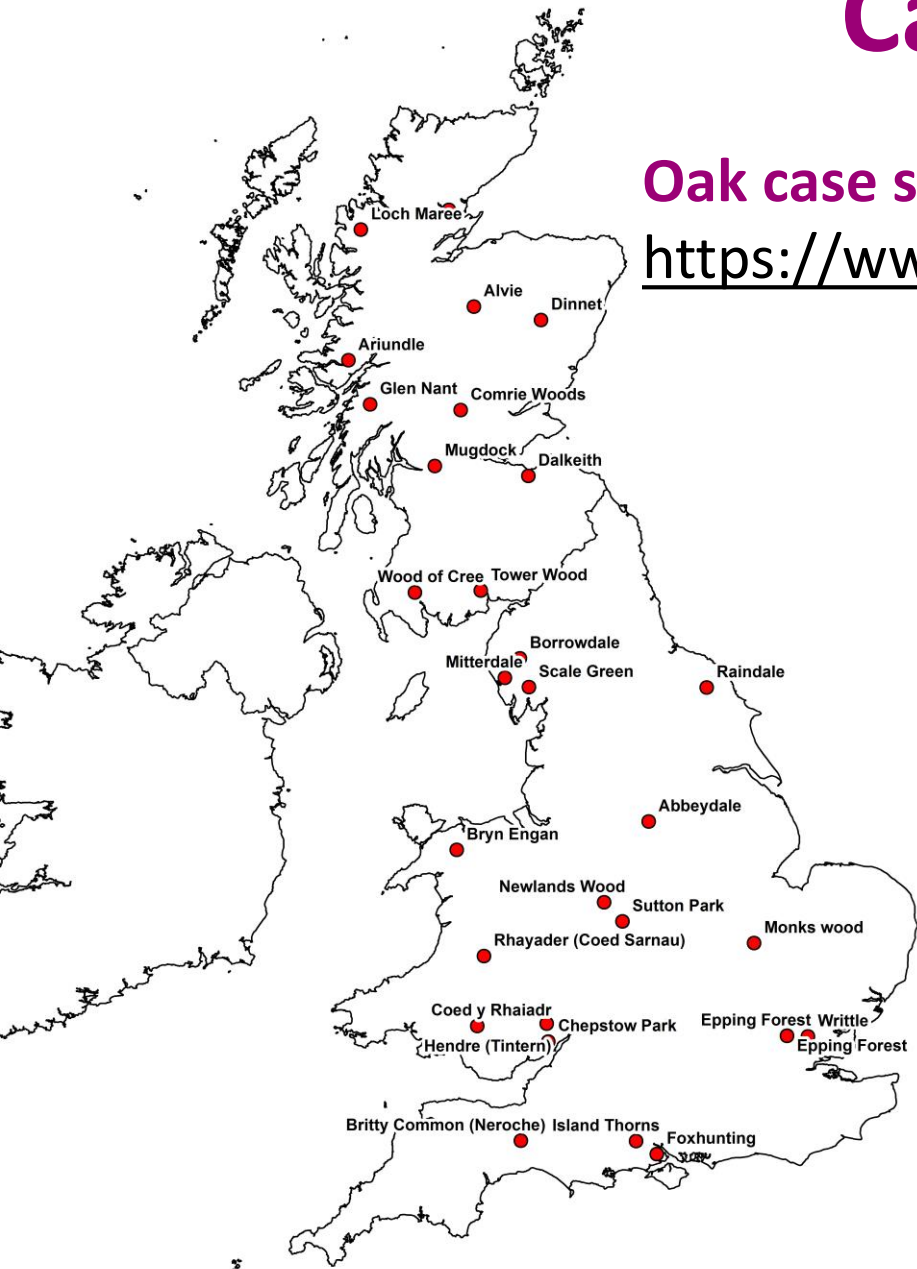 Ca
Oak case s
https://ww
Loch Maree
Alvie
Dinnet
Ariundle
Glen Nant
Comrie Woods
Mugdock
Dalkeith
Wood of Cree
Tower Wood
Borrowdale
Mitterdale
Scale Green
Raindale
Abbeydale
Bryn Engan
Newlands Wood
Sutton Park
Monks wood
Rhayader (Coed Sarnau)
Coed y Rhaiadr
Chepstow Park
Epping Forest
Writtle
Hendre (Tintern)
Epping Forest
Britty Common (Neroche)
Island Thorns
Foxhunting